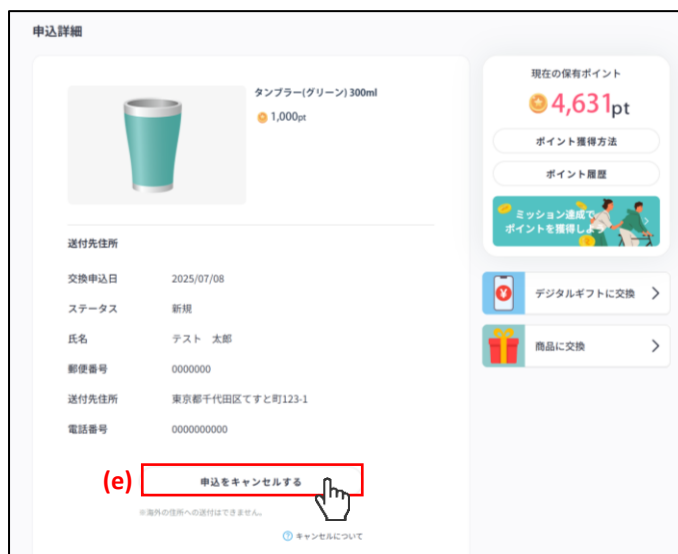 申込詳細
タンブラー(グリーン) 300ml
1,000pt
送付先住所
交換申込日 2025/07/08
ステータス 新規
氏名 テスト 太郎
郵便番号 0000000
送付先住所 東京都千代田区てすと町123-1
電話番号 0000000000
(e) 申込をキャンセルする
※海外の住所への送付はできません。
? キャンセルについて
現在の保有ポイント
4,631pt
ポイント獲得方法
ポイント履歴
ミッション達成で
ポイントを獲得しよう
¥ デジタルギフトに交換
商品に交換